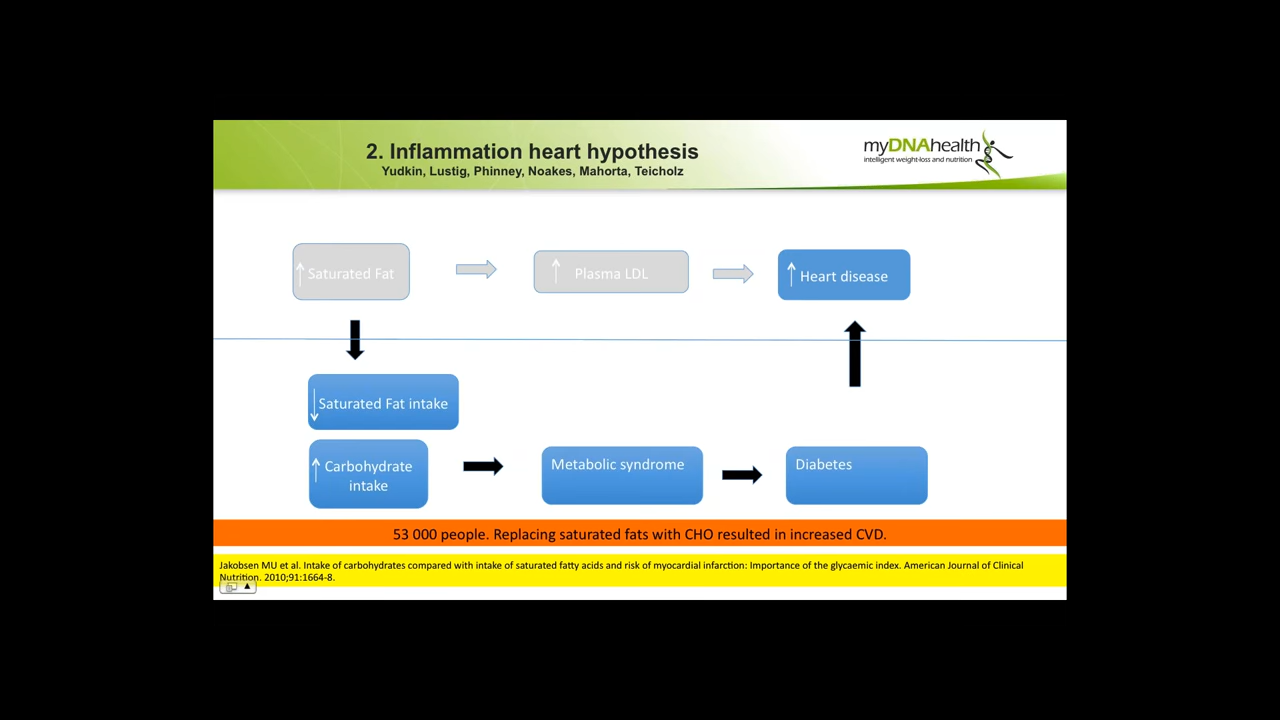 2. Inflammation heart hypothesis
Yudkin, Lustig, Phinney, Noakes, Mahorta, Teicholz
myDNAhealth
intelligent weight-loss and nutrition
Saturated Fat
Plasma LDL
Heart disease
Saturated Fat intake
Carbohydrate
intake
Metabolic syndrome
Diabetes
53 000 people. Replacing saturated fats with CHO resulted in increased CVD.
Jakobsen MU et al. Intake of carbohydrates compared with intake of saturated fatty acids and risk of myocardial infarction: Importance of the glycaemic index. American Journal of Clinical
Nutrition. 2010;91:1664-8.